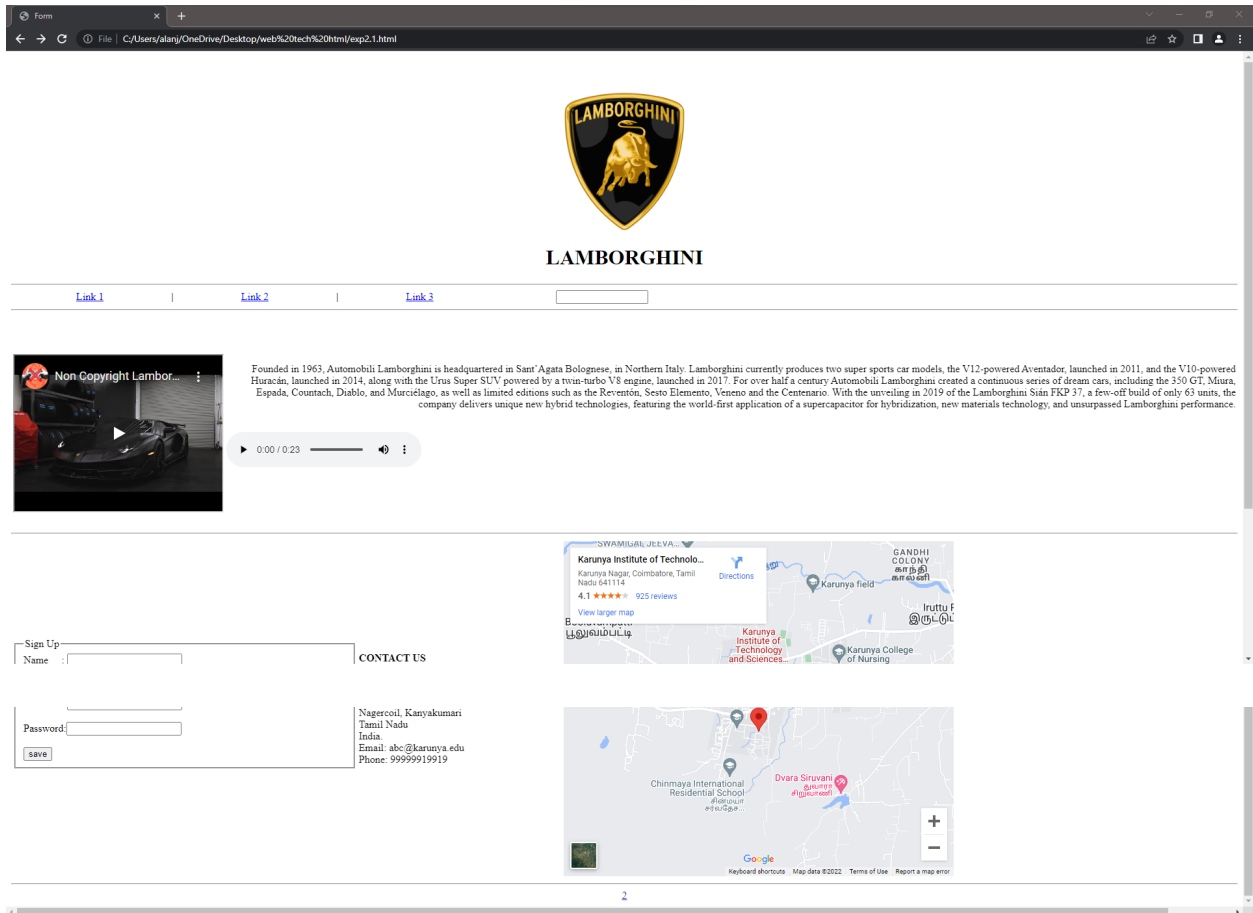 Form
File | C:/Users/alanj/OneDrive/Desktop/web%20tech%20html/exp2.1.html
LAMBORGHINI
LAMBORGHINI
Link 1 | Link 2 | Link 3
Non Copyright Lambor...
Founded in 1963, Automobili Lamborghini is headquartered in Sant'Agata Bolognese, in Northern Italy. Lamborghini currently produces two super sports car models, the V12-powered Aventador, launched in 2011, and the V10-powered
Huracán, launched in 2014, along with the Urus Super SUV powered by a twin-turbo V8 engine, launched in 2017. For over half a century Automobili Lamborghini created a continuous series of dream cars, including the 350 GT, Miura,
Espada, Countach, Diablo, and Murciélago, as well as limited editions such as the Reventón, Sesto Elemento, Veneno and the Centenario. With the unveiling in 2019 of the Lamborghini Sián FKP 37, a few-off build of only 63 units, the
company delivers unique new hybrid technologies, featuring the world-first application of a supercapacitor for hybridization, new materials technology, and unsurpassed Lamborghini performance.
0:00 / 0:23
SWAMIGAL JEEVA...
Karunya Institute of Technolo...
Karunya Nagar, Coimbatore, Tamil
Nadu 641114
Directions
4.1 925 reviews
View larger map
GANDHI
COLONY
காந்தி
காலனி
Karunya field
Iruttu
பூலுவம்பட்டி
Karunya
Institute of
Technology
and Sciences...
Karunya College
of Nursing
Sign Up
Name :
CONTACT US
Password:
save
Nagercoil, Kanyakumari
Tamil Nadu
India.
Email: abc@karunya.edu
Phone: 99999919919
Chinmaya International
Residential School
சின்மயா
சர்வதேச...
Dvara Siruvani
துவாரா
சிறுவாணி
Google
Keyboard shortcuts Map data ©2022 Terms of Use Report a map error
2